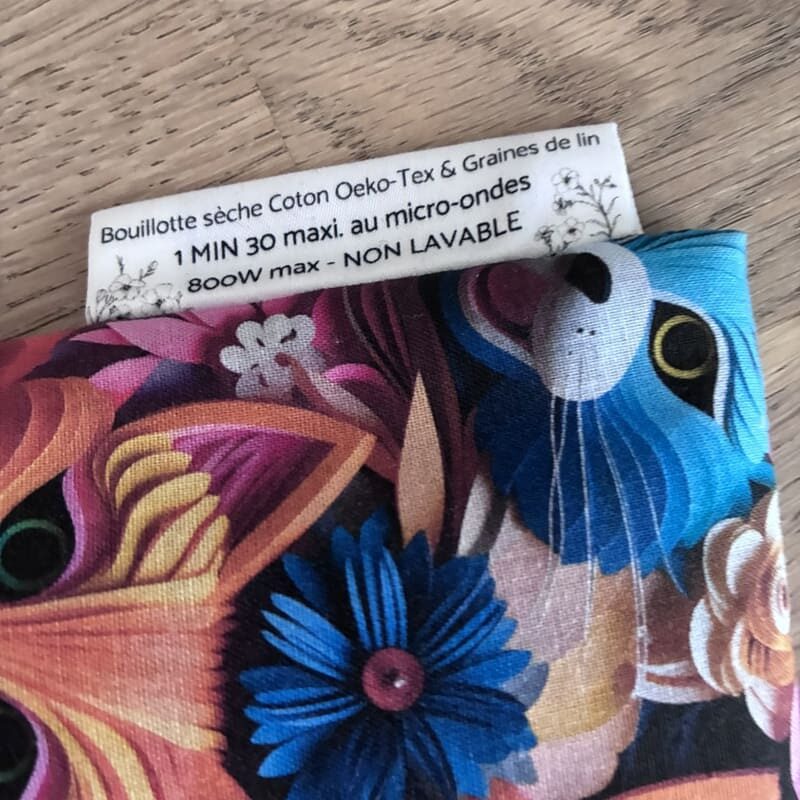 Bouillotte sèche Coton Oeko-Tex & Graines de lin
1 MIN 30 maxi. au micro-ondes
800W max - NON LAVABLE